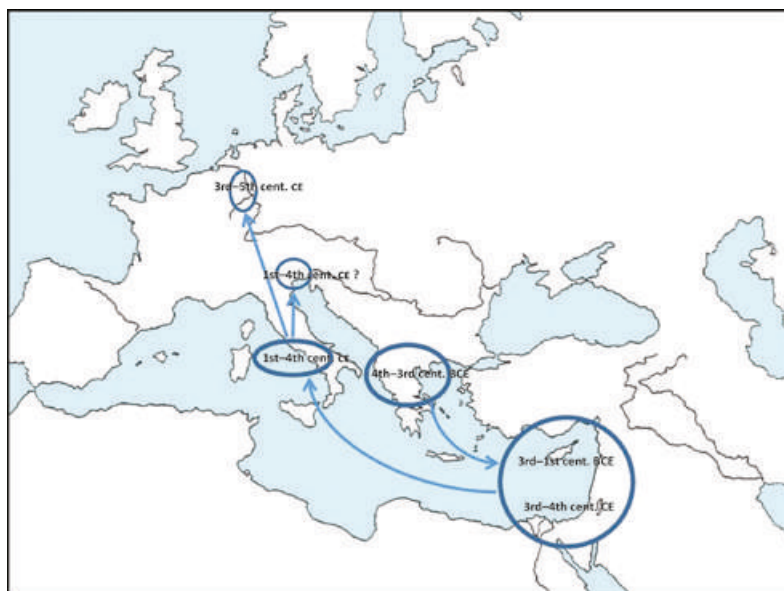 3rd–5th cent. CE
1st–4th cent. CE ?
1st–4th cent. CE
4th–3rd cent. BCE
3rd–1st cent. BCE
3rd–4th cent. CE